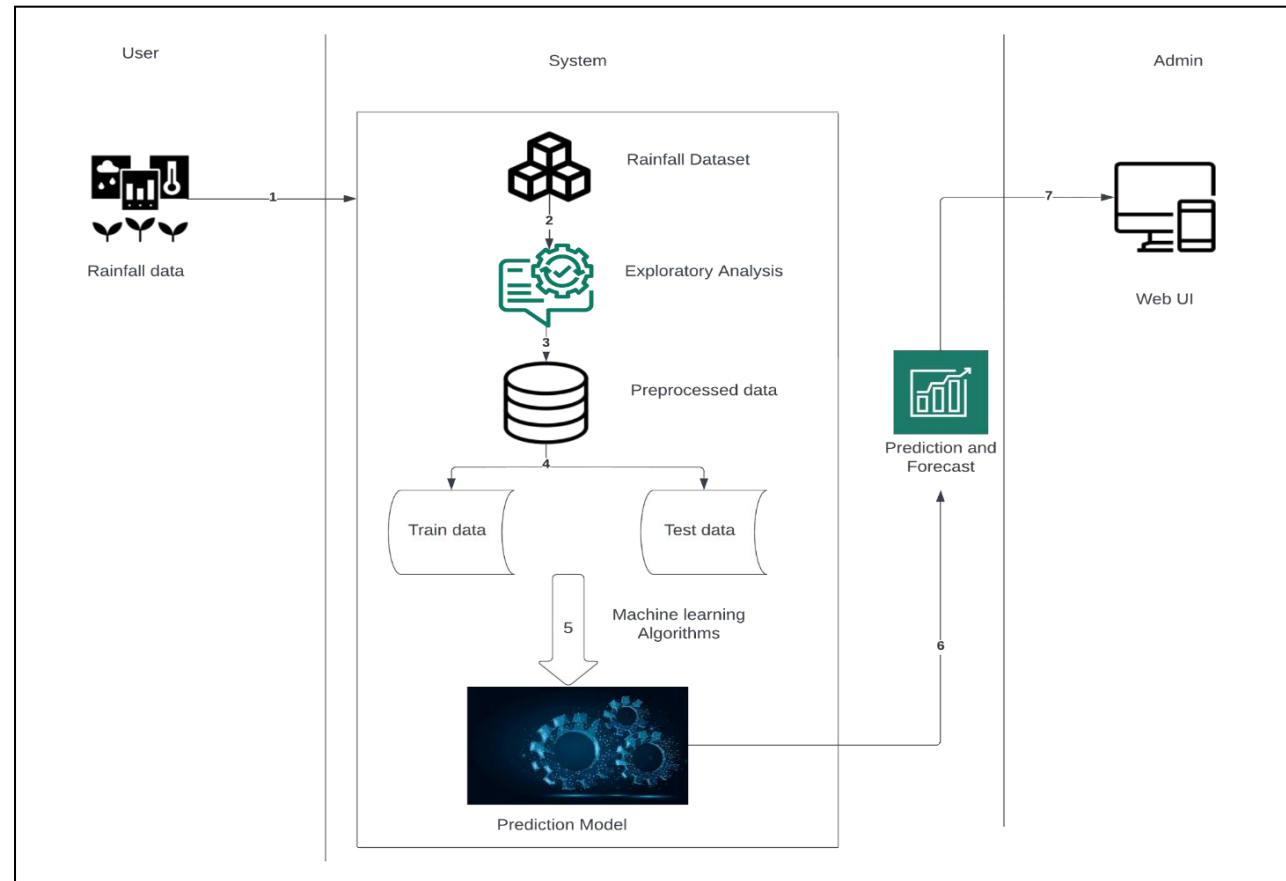 User
System
Admin
Rainfall Dataset
1
2
7
Rainfall data
Exploratory Analysis
Web UI
3
Preprocessed data
Prediction and
Forecast
4
Train data
Test data
5
Machine learning
Algorithms
6
Prediction Model